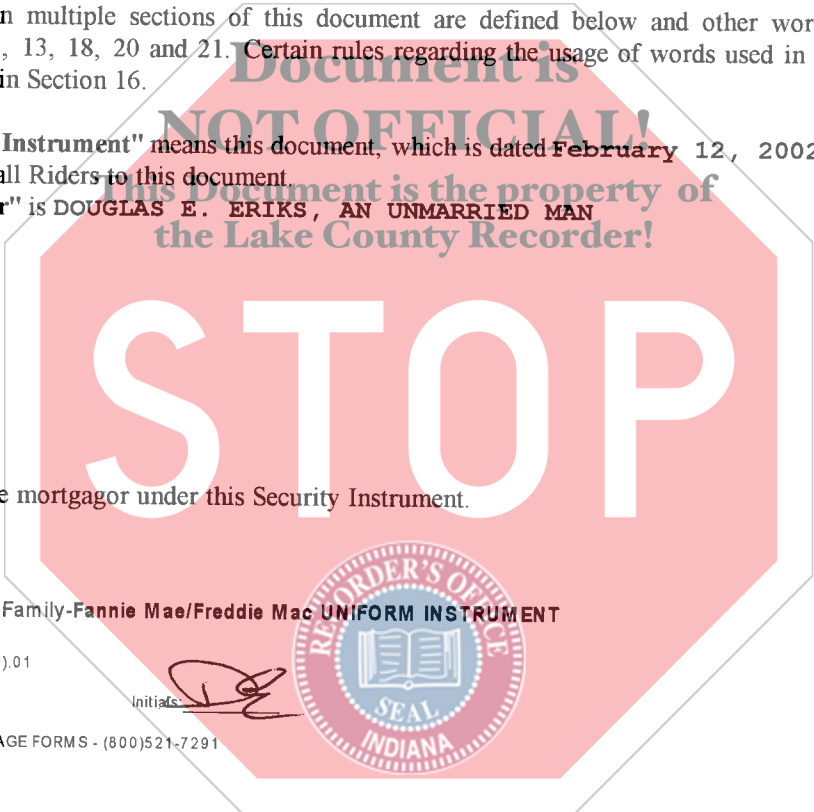 n multiple sections of this document are defined below and other wor
, 13, 18, 20 and 21. Certain rules regarding the usage of words used in
in Section 16.
Document is
NOT OFFICIAL!
This Document is the property of
the Lake County Recorder!
Instrument" means this document, which is dated February 12, 2002
all Riders to this document.
r" is DOUGLAS E. ERIKS, AN UNMARRIED MAN
STOP
e mortgagor under this Security Instrument.
Family-Fannie Mae/Freddie Mac UNIFORM INSTRUMENT
).01
Initials:
AGE FORMS - (800)521-7291
RECORDER'S OFFICE
SEAL
INDIANA